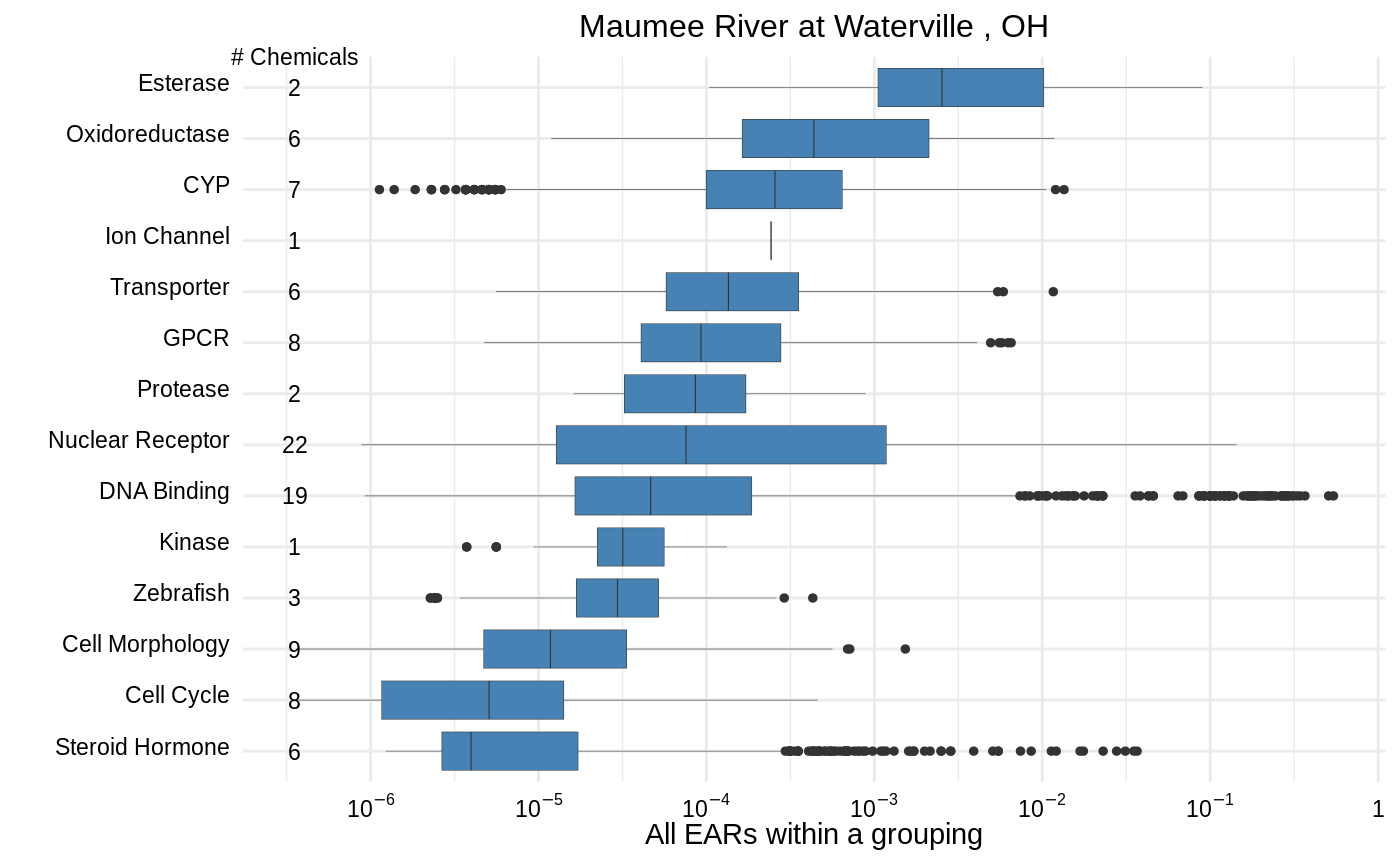 Maumee River at Waterville , OH
# Chemicals
Esterase 2
Oxidoreductase 6
CYP 7
Ion Channel 1
Transporter 6
GPCR 8
Protease 2
Nuclear Receptor 22
DNA Binding 19
Kinase 1
Zebrafish 3
Cell Morphology 9
Cell Cycle 8
Steroid Hormone 6
10⁻⁶ 10⁻⁵ 10⁻⁴ 10⁻³ 10⁻² 10⁻¹ 1
All EARs within a grouping